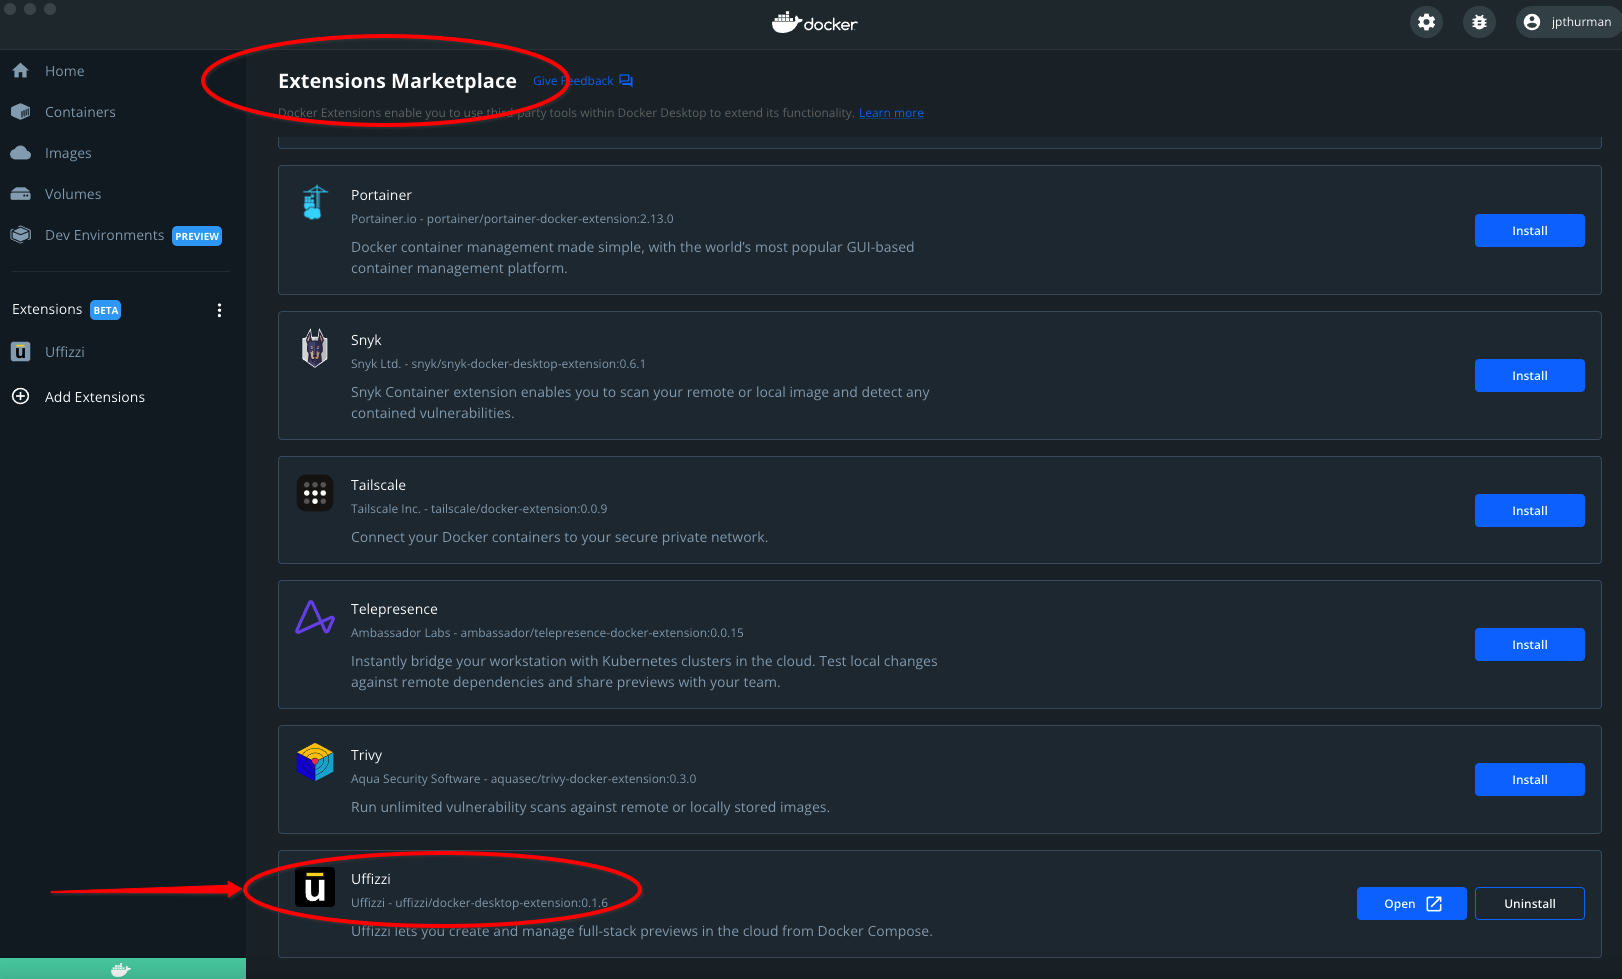 docker
jpthurman
Home
Containers
Images
Volumes
Dev Environments PREVIEW
Extensions BETA
Uffizzi
Add Extensions
Extensions Marketplace Give Feedback
Docker Extensions enable you to use third-party tools within Docker Desktop to extend its functionality. Learn more
Portainer
Portainer.io - portainer/portainer-docker-extension:2.13.0
Docker container management made simple, with the world's most popular GUI-based
container management platform.
Install
Snyk
Snyk Ltd. - snyk/snyk-docker-desktop-extension:0.6.1
Snyk Container extension enables you to scan your remote or local image and detect any
contained vulnerabilities.
Install
Tailscale
Tailscale Inc. - tailscale/docker-extension:0.0.9
Connect your Docker containers to your secure private network.
Install
Telepresence
Ambassador Labs - ambassador/telepresence-docker-extension:0.0.15
Instantly bridge your workstation with Kubernetes clusters in the cloud. Test local changes
against remote dependencies and share previews with your team.
Install
Trivy
Aqua Security Software - aquasec/trivy-docker-extension:0.3.0
Run unlimited vulnerability scans against remote or locally stored images.
Install
Uffizzi
Uffizzi - uffizzi/docker-desktop-extension:0.1.6
Uffizzi lets you create and manage full-stack previews in the cloud from Docker Compose.
Open
Uninstall